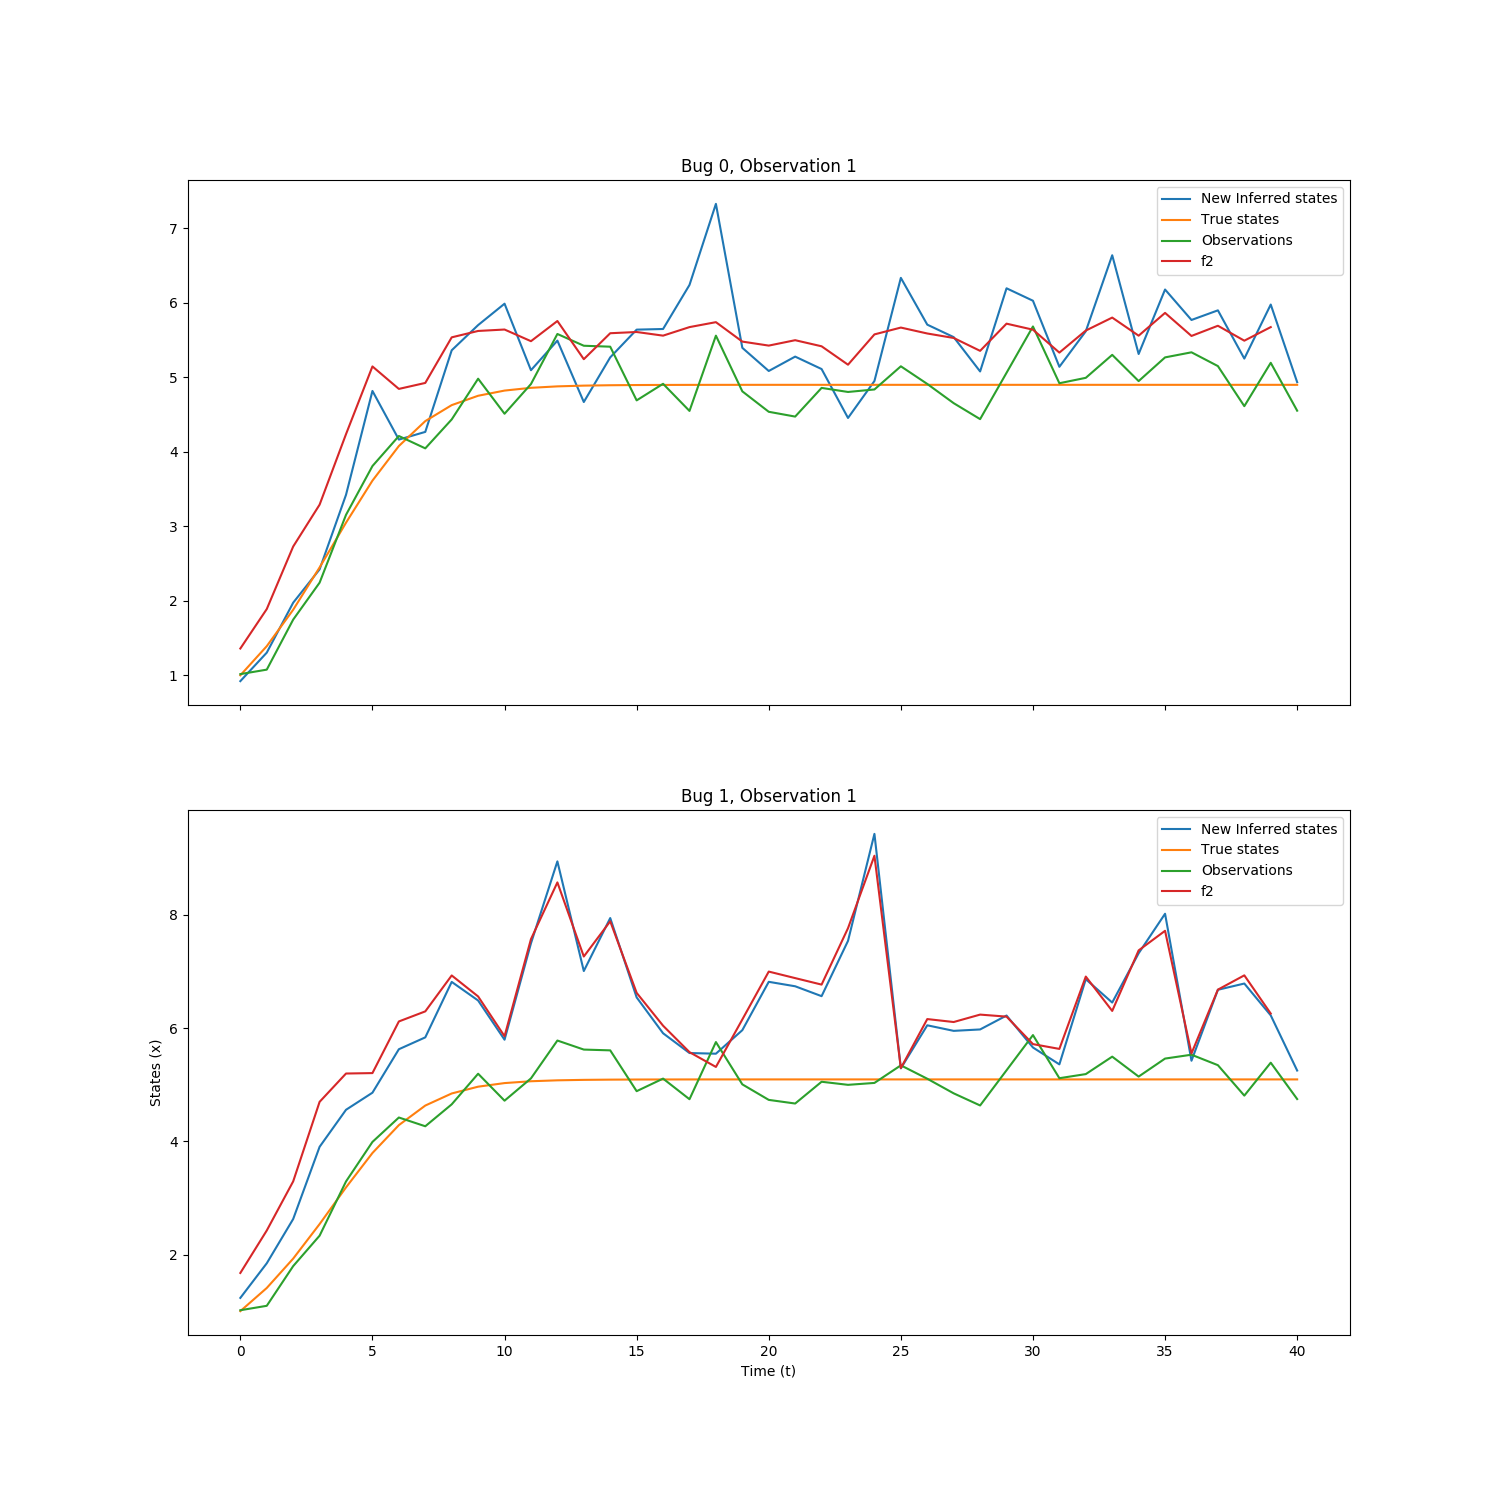 Bug 0, Observation 1
New Inferred states
True states
Observations
f2
7
6
5
4
3
2
1
Bug 1, Observation 1
New Inferred states
True states
Observations
f2
8
6
4
2
States (x)
0 5 10 15 20 25 30 35 40
Time (t)